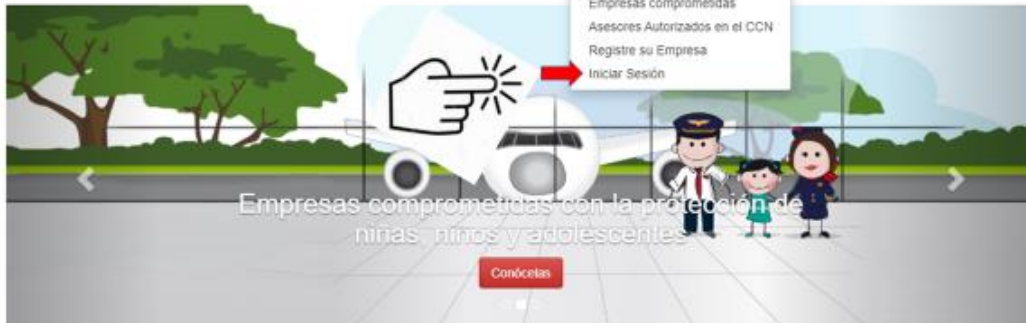 Empresas comprometidas
Asesores Autorizados en el CCN
Registre su Empresa
Iniciar Sesión
Empresas comprometidas con la protección de
niñas, niños y adolescentes
Conócelas